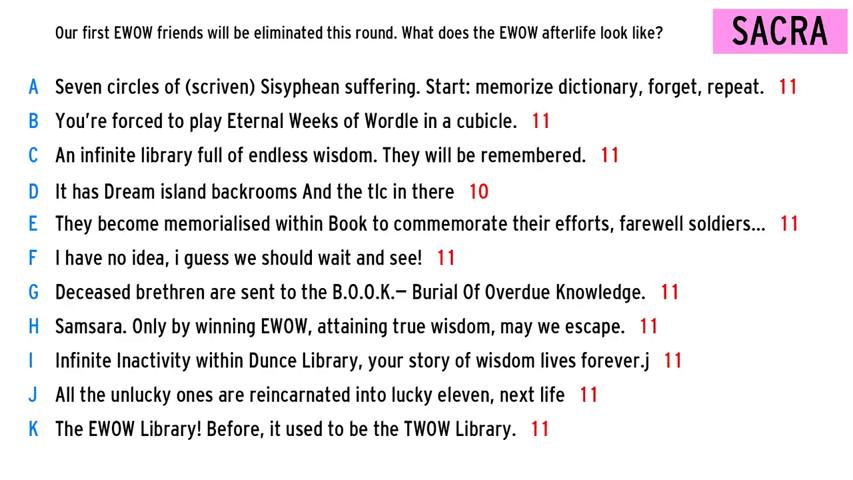 Our first EWOW friends will be eliminated this round. What does the EWOW afterlife look like? SACRA
A Seven circles of (scriven) Sisyphean suffering. Start: memorize dictionary, forget, repeat. 11
B You're forced to play Eternal Weeks of Wordle in a cubicle. 11
C An infinite library full of endless wisdom. They will be remembered. 11
D It has Dream island backrooms And the tlc in there 10
E They become memorialised within Book to commemorate their efforts, farewell soldiers... 11
F I have no idea, i guess we should wait and see! 11
G Deceased brethren are sent to the B.O.O.K.— Burial Of Overdue Knowledge. 11
H Samsara. Only by winning EWOW, attaining true wisdom, may we escape. 11
I Infinite Inactivity within Dunce Library, your story of wisdom lives forever.j 11
J All the unlucky ones are reincarnated into lucky eleven, next life 11
K The EWOW Library! Before, it used to be the TWOW Library. 11